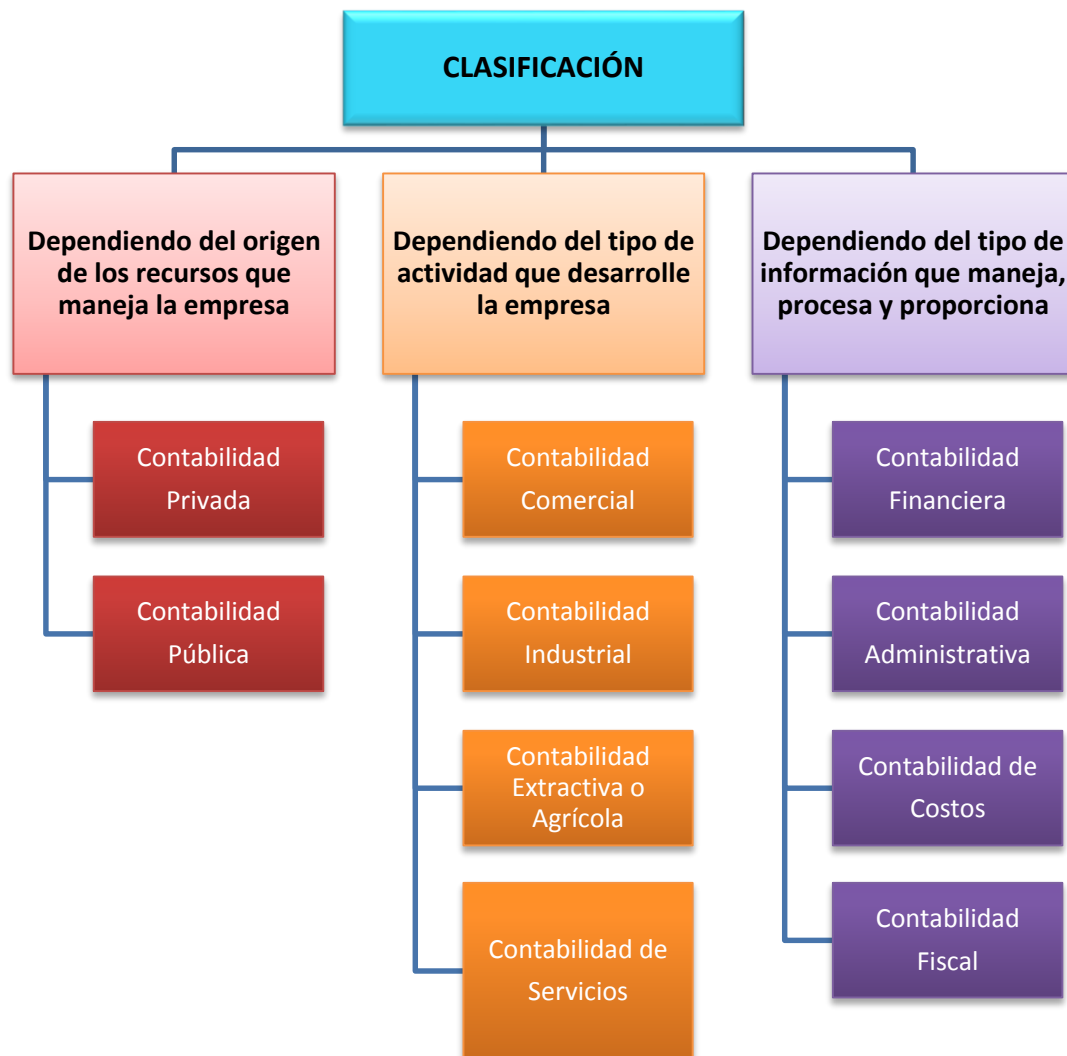 CLASIFICACIÓN
Dependiendo del origen
de los recursos que
maneja la empresa
Contabilidad
Privada
Contabilidad
Pública
Dependiendo del tipo de
actividad que desarrolle
la empresa
Contabilidad
Comercial
Contabilidad
Industrial
Contabilidad
Extractiva o
Agrícola
Contabilidad de
Servicios
Dependiendo del tipo de
información que maneja,
procesa y proporciona
Contabilidad
Financiera
Contabilidad
Administrativa
Contabilidad de
Costos
Contabilidad
Fiscal